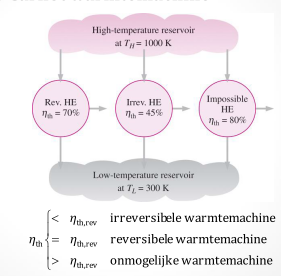 High-temperature reservoir
at T_H = 1000 K
Rev. HE
η_th = 70%
Irrev. HE
η_th = 45%
Impossible
HE
η_th = 80%
Low-temperature reservoir
at T_L = 300 K
η_th { < η_th,rev irreversibele warmtemachine
= η_th,rev reversibele warmtemachine
> η_th,rev onmogelijke warmtemachine